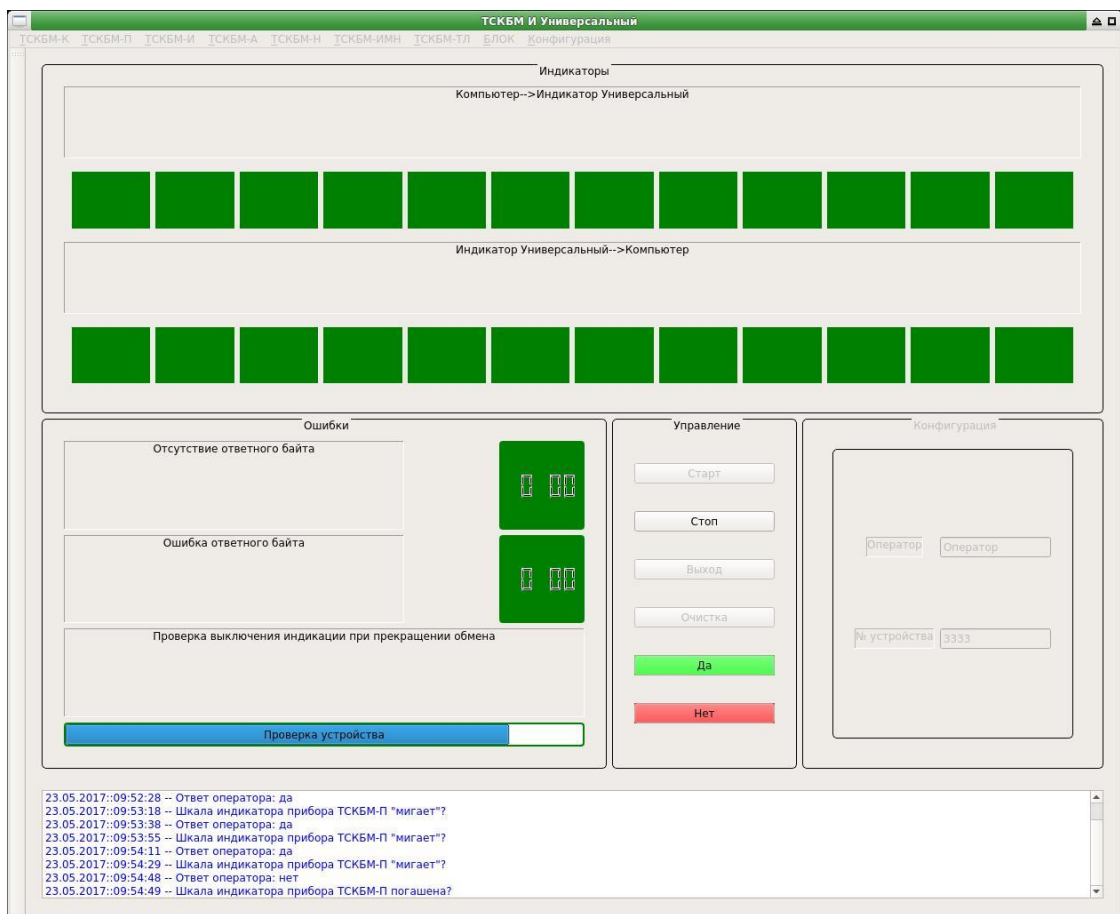 ТСКБМ И Универсальный
ТСКБМ-К ТСКБМ-П ТСКБМ-И ТСКБМ-А ТСКБМ-Н ТСКБМ-ИМН ТСКБМ-ТЛ БЛОК Конфигурация
Индикаторы
Компьютер-->Индикатор Универсальный
Индикатор Универсальный-->Компьютер
Ошибки
Отсутствие ответного байта
0 00
Ошибка ответного байта
0 00
Проверка выключения индикации при прекращении обмена
Проверка устройства
Управление
Старт
Стоп
Выход
Очистка
Да
Нет
Конфигурация
Оператор Оператор
№ устройства 3333
23.05.2017::09:52:28 -- Ответ оператора: да
23.05.2017::09:53:18 -- Шкала индикатора прибора ТСКБМ-П "мигает"?
23.05.2017::09:53:38 -- Ответ оператора: да
23.05.2017::09:53:55 -- Шкала индикатора прибора ТСКБМ-П "мигает"?
23.05.2017::09:54:11 -- Ответ оператора: да
23.05.2017::09:54:29 -- Шкала индикатора прибора ТСКБМ-П "мигает"?
23.05.2017::09:54:48 -- Ответ оператора: нет
23.05.2017::09:54:49 -- Шкала индикатора прибора ТСКБМ-П погашена?